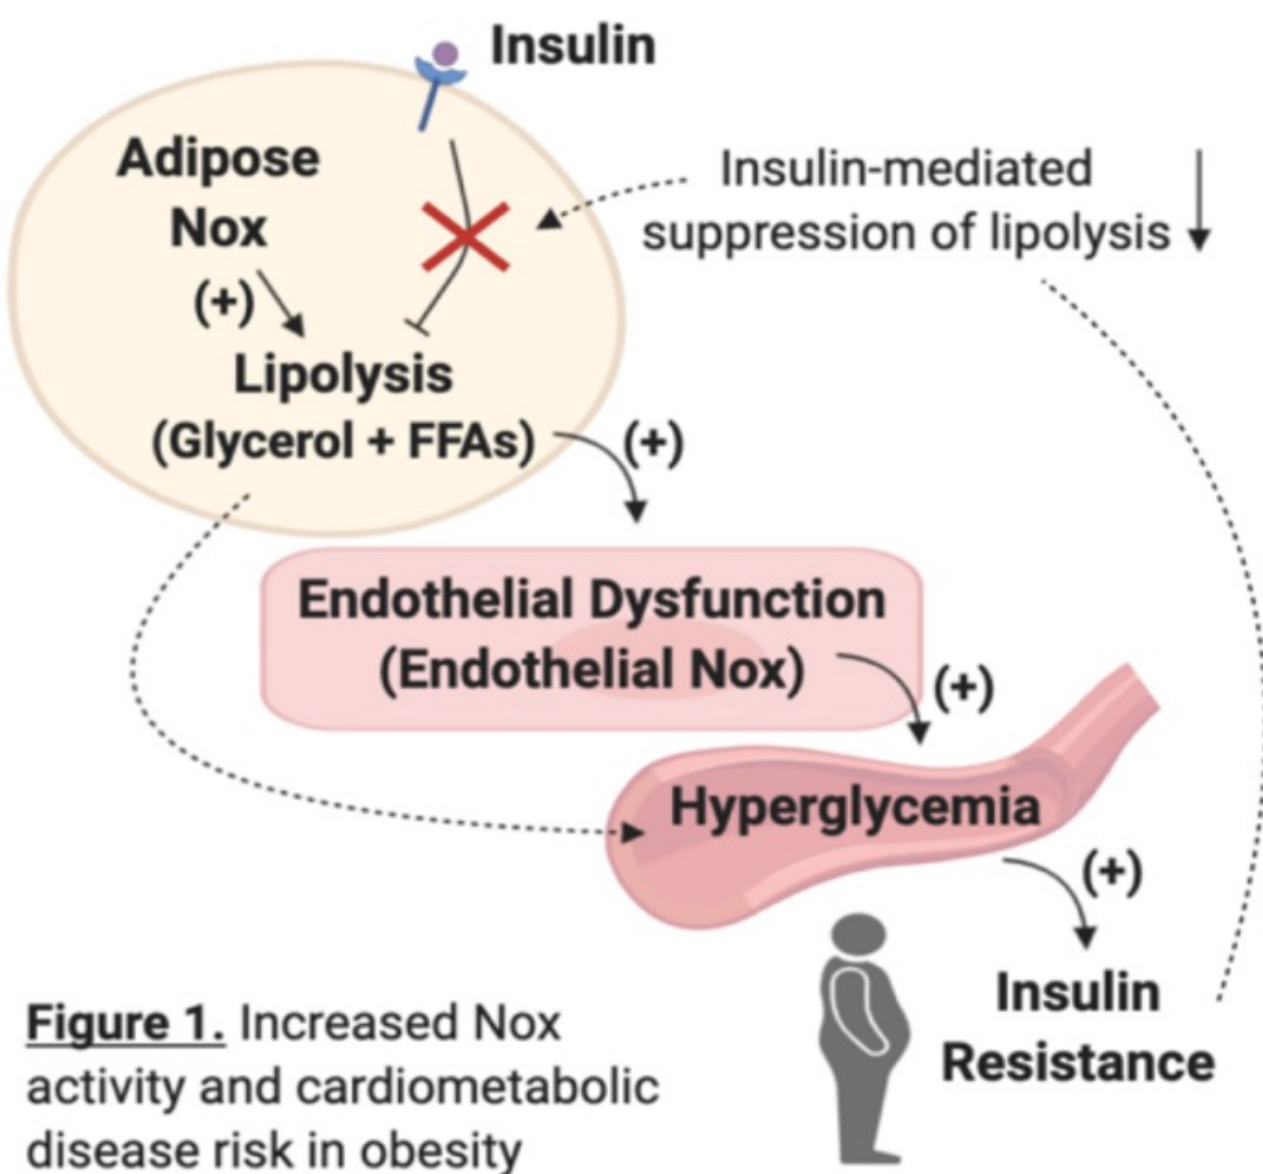 Insulin
Adipose
Nox
(+)
Insulin-mediated
suppression of lipolysis
Lipolysis
(Glycerol + FFAs)
(+)
Endothelial Dysfunction
(Endothelial Nox)
(+)
Hyperglycemia
(+)
Insulin
Resistance
Figure 1. Increased Nox
activity and cardiometabolic
disease risk in obesity